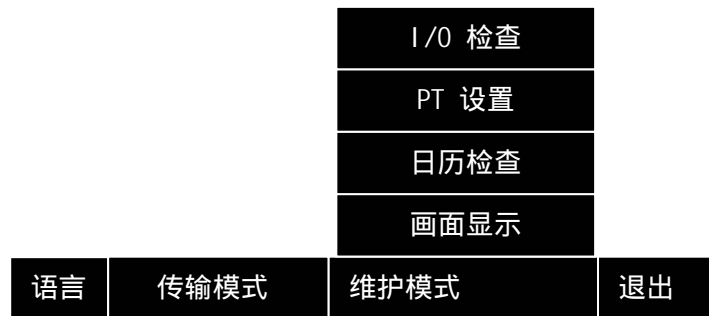 I/O 检查
PT 设置
日历检查
画面显示
语言 传输模式 维护模式 退出